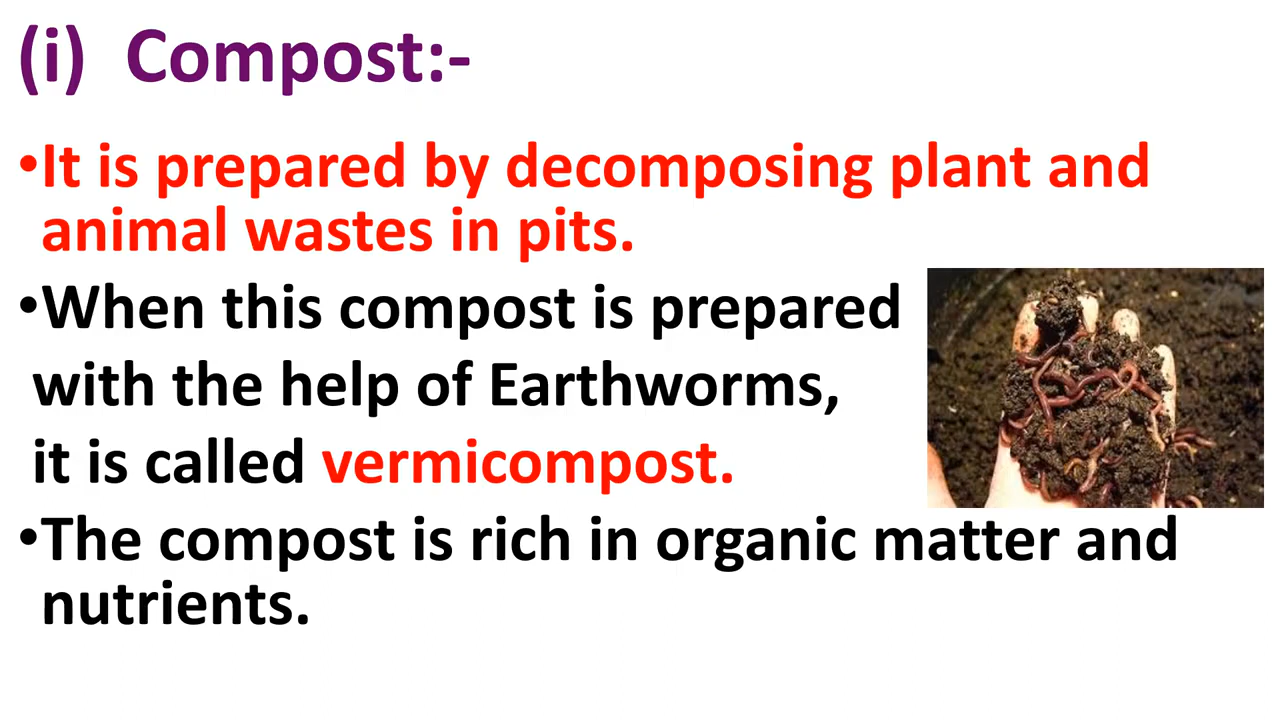 (i) Compost:-
•It is prepared by decomposing plant and
animal wastes in pits.
•When this compost is prepared
with the help of Earthworms,
it is called vermicompost.
•The compost is rich in organic matter and
nutrients.